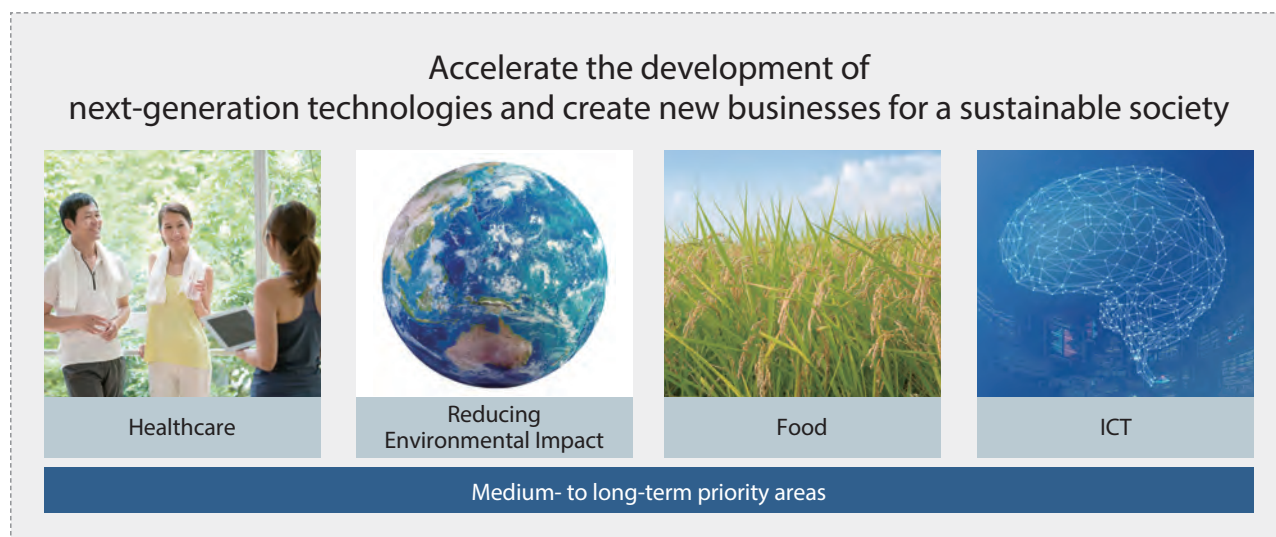 Accelerate the development of
next-generation technologies and create new businesses for a sustainable society
Healthcare
Reducing
Environmental Impact
Food
ICT
Medium- to long-term priority areas